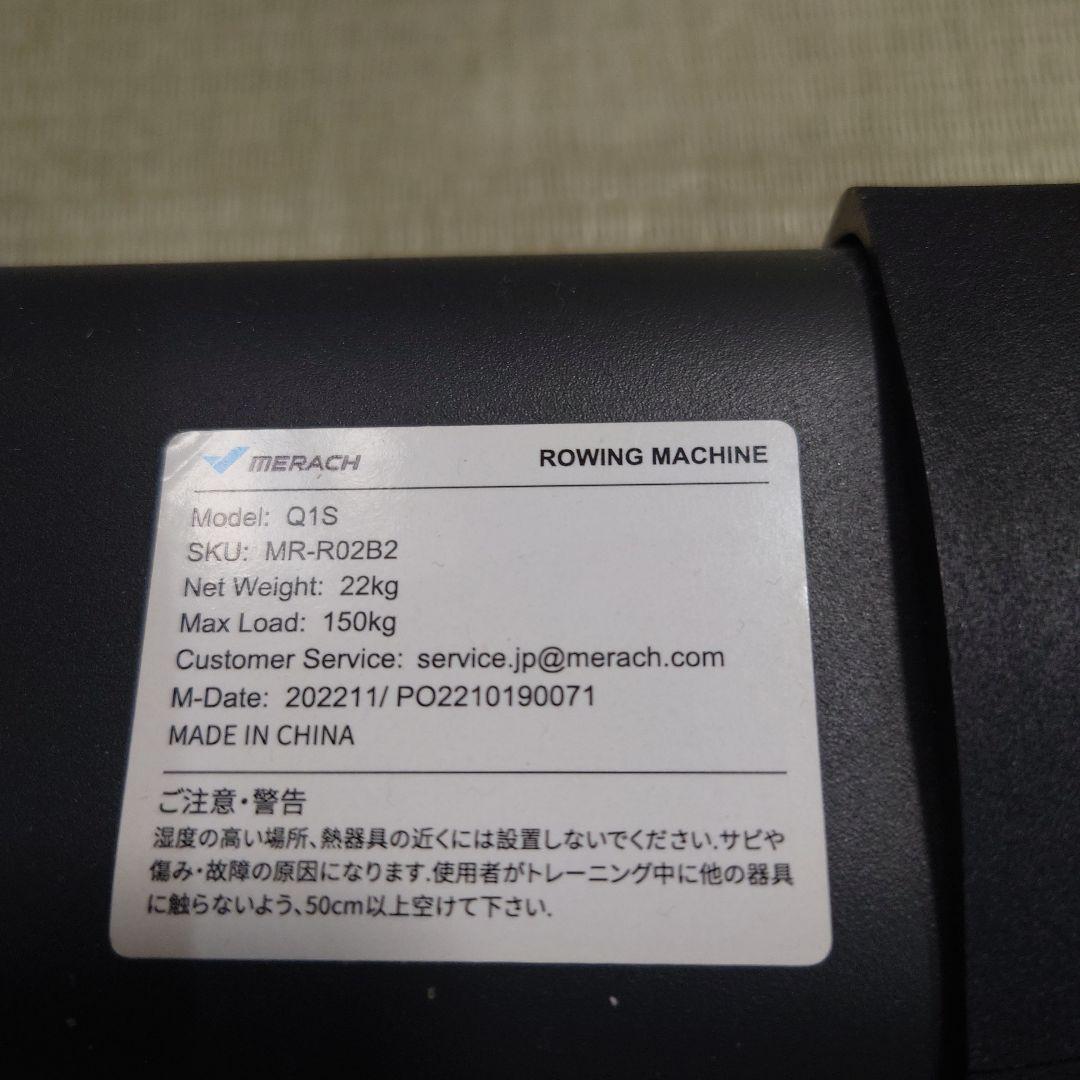 MERACH
ROWING MACHINE
Model: Q1S
SKU: MR-R02B2
Net Weight: 22kg
Max Load: 150kg
Customer Service: service.jp@merach.com
M-Date: 202211/ PO2210190071
MADE IN CHINA
ご注意・警告
湿度の高い場所、熱器具の近くには設置しないでください.サビや
傷み・故障の原因になります.使用者がトレーニング中に他の器具
に触らないよう、50cm以上空けて下さい.